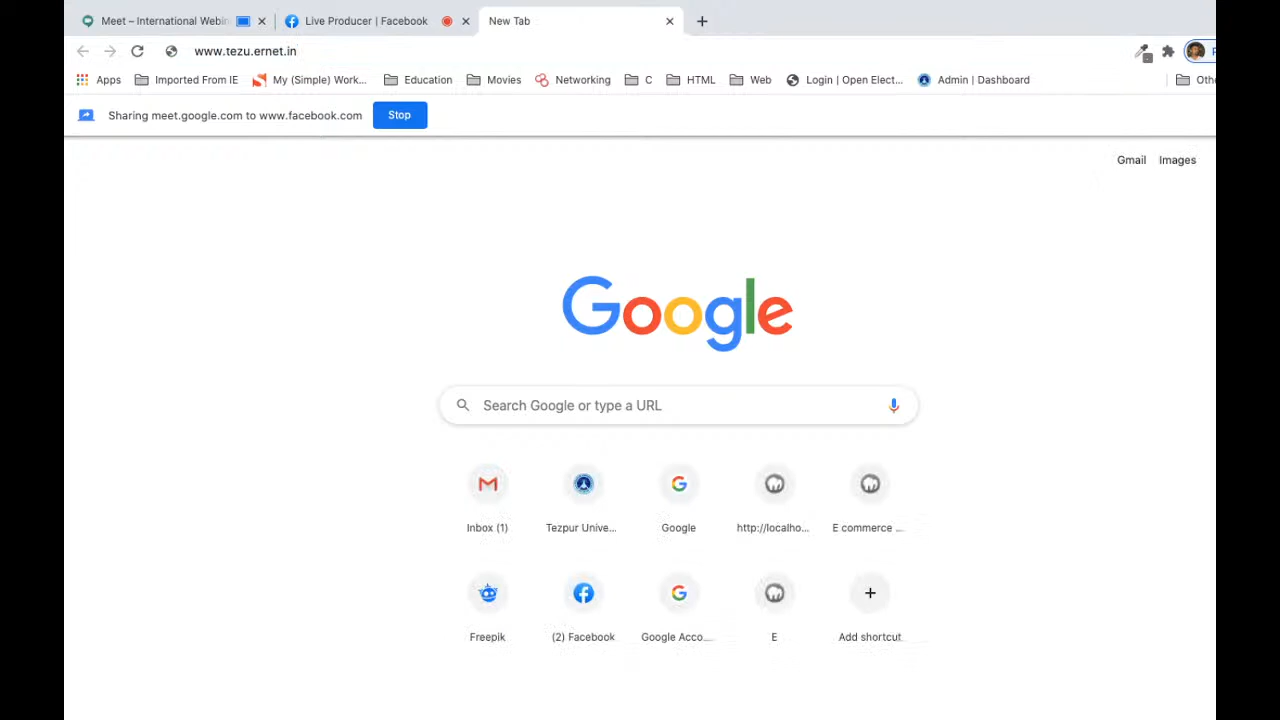 Meet – International Webin
Live Producer | Facebook
New Tab
www.tezu.ernet.in
Apps
Imported From IE
My (Simple) Work...
Education
Movies
Networking
C
HTML
Web
Login | Open Elect...
Admin | Dashboard
Othe
Sharing meet.google.com to www.facebook.com
Stop
Gmail
Images
Google
Search Google or type a URL
Inbox (1)
Tezpur Unive...
Google
http://localho...
E commerce ...
Freepik
(2) Facebook
Google Acco...
E
Add shortcut